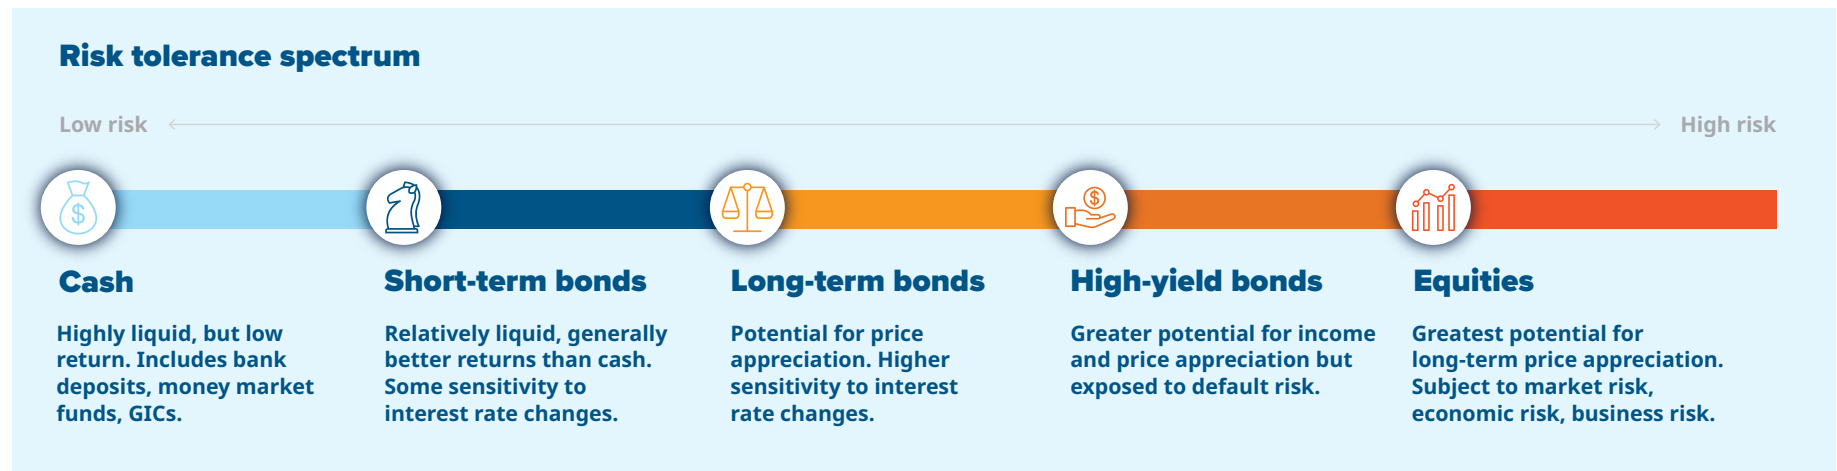 Risk tolerance spectrum
Low risk
High risk
$
$
Cash
Highly liquid, but low
return. Includes bank
deposits, money market
funds, GICs.
Short-term bonds
Relatively liquid, generally
better returns than cash.
Some sensitivity to
interest rate changes.
Long-term bonds
Potential for price
appreciation. Higher
sensitivity to interest
rate changes.
High-yield bonds
Greater potential for income
and price appreciation but
exposed to default risk.
Equities
Greatest potential for
long-term price appreciation.
Subject to market risk,
economic risk, business risk.